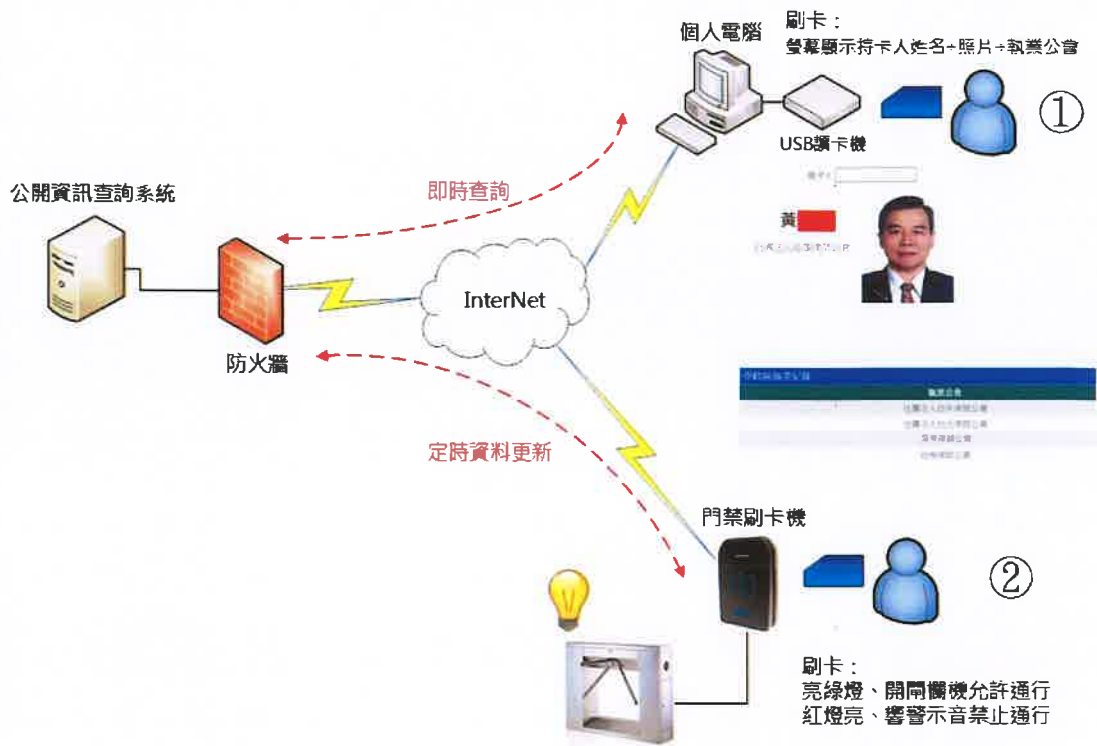 刷卡：
個人電腦
螢幕顯示持卡人姓名+照片+執業公會
①
USB讀卡機
即時查詢
公開資訊查詢系統
黃
InterNet
防火牆
執業公會
定時資料更新
門禁刷卡機
②
刷卡：
亮綠燈、開閘欄機允許通行
紅燈亮、響警示音禁止通行